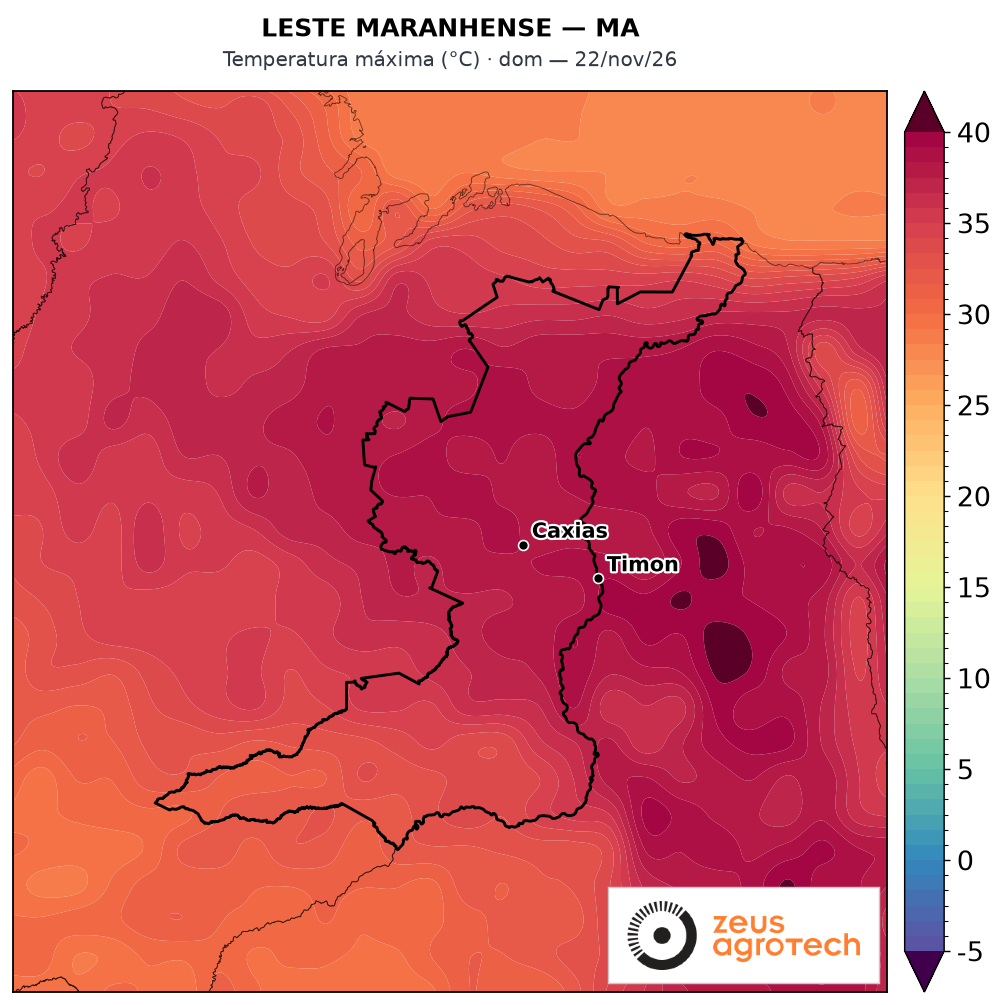 LESTE MARANHENSE — MA
Temperatura máxima (°C) · dom — 22/nov/26
40
35
30
25
20
15
10
5
0
-5
Caxias
Timon
zeus
agrotech